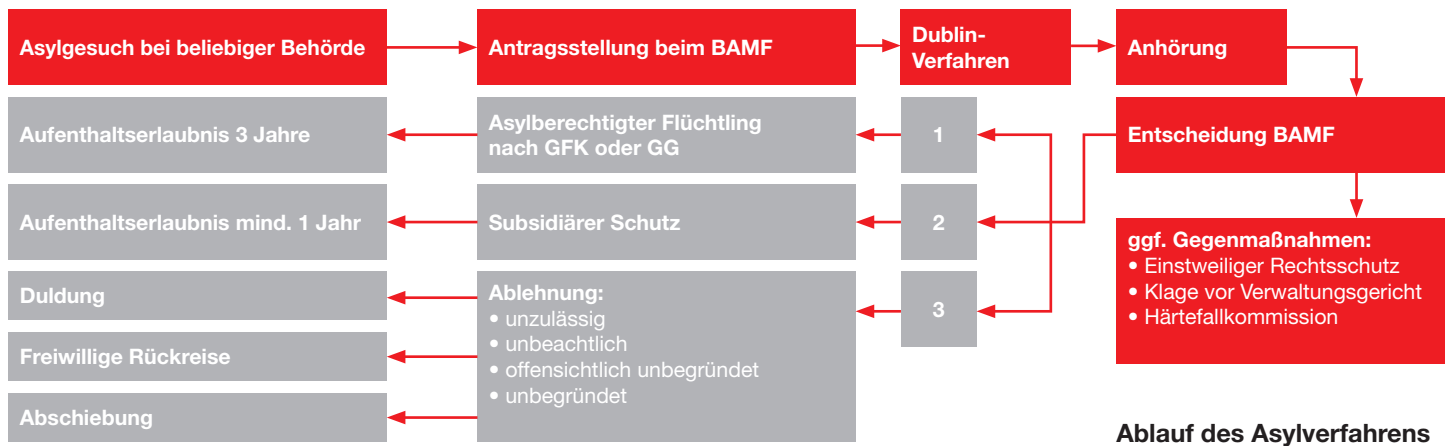 Asylgesuch bei beliebiger Behörde
Antragsstellung beim BAMF
Dublin-
Verfahren
Anhörung
Aufenthaltserlaubnis 3 Jahre
Asylberechtigter Flüchtling
nach GFK oder GG
1
Entscheidung BAMF
Aufenthaltserlaubnis mind. 1 Jahr
Subsidiärer Schutz
2
ggf. Gegenmaßnahmen:
• Einstweiliger Rechtsschutz
• Klage vor Verwaltungsgericht
• Härtefallkommission
Duldung
Freiwillige Rückreise
Abschiebung
Ablehnung:
• unzulässig
• unbeachtlich
• offensichtlich unbegründet
• unbegründet
3
Ablauf des Asylverfahrens